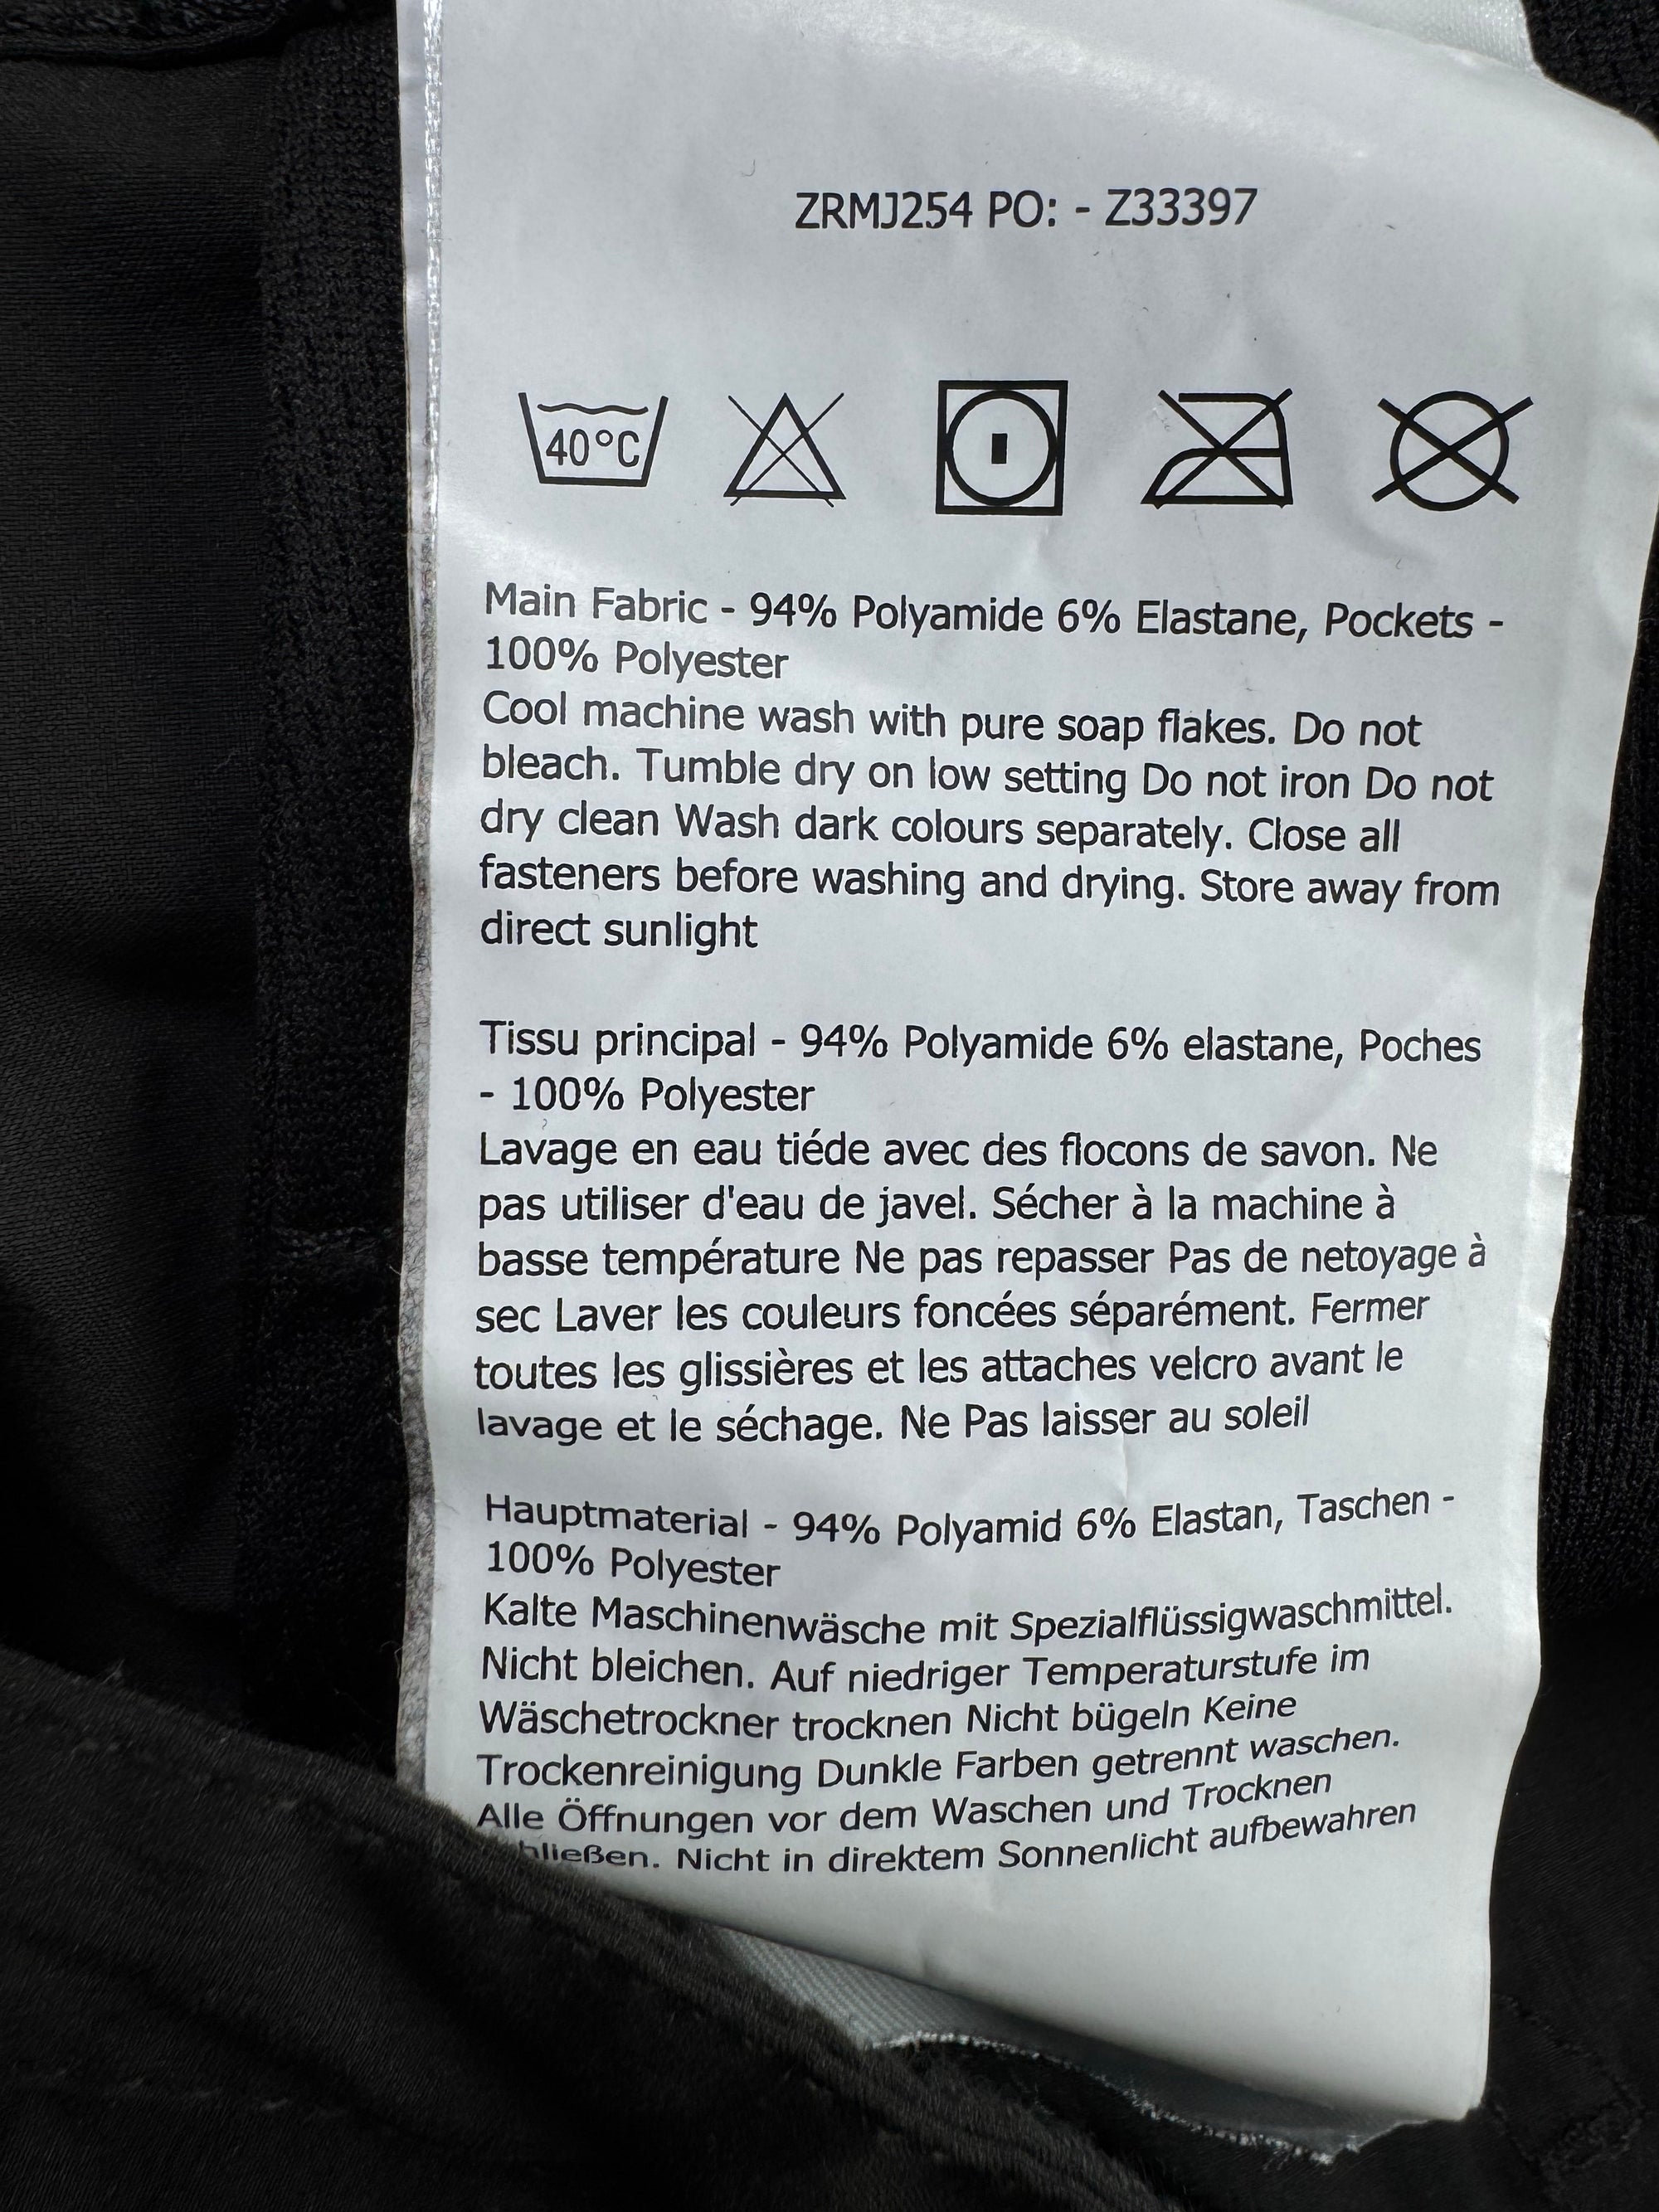 ZRMJ254 PO: - Z33397
40°C
Main Fabric - 94% Polyamide 6% Elastane, Pockets -
100% Polyester
Cool machine wash with pure soap flakes. Do not
bleach. Tumble dry on low setting Do not iron Do not
dry clean Wash dark colours separately. Close all
fasteners before washing and drying. Store away from
direct sunlight
Tissu principal - 94% Polyamide 6% elastane, Poches
- 100% Polyester
Lavage en eau tiéde avec des flocons de savon. Ne
pas utiliser d'eau de javel. Sécher à la machine à
basse température Ne pas repasser Pas de netoyage à
sec Laver les couleurs foncées séparément. Fermer
toutes les glissières et les attaches velcro avant le
lavage et le séchage. Ne Pas laisser au soleil
Hauptmaterial - 94% Polyamid 6% Elastan, Taschen -
100% Polyester
Kalte Maschinenwäsche mit Spezialflüssigwaschmittel.
Nicht bleichen. Auf niedriger Temperaturstufe im
Wäschetrockner trocknen Nicht bügeln Keine
Trockenreinigung Dunkle Farben getrennt waschen.
Alle Öffnungen vor dem Waschen und Trocknen
Nicht in direktem Sonnenlicht aufbewahren